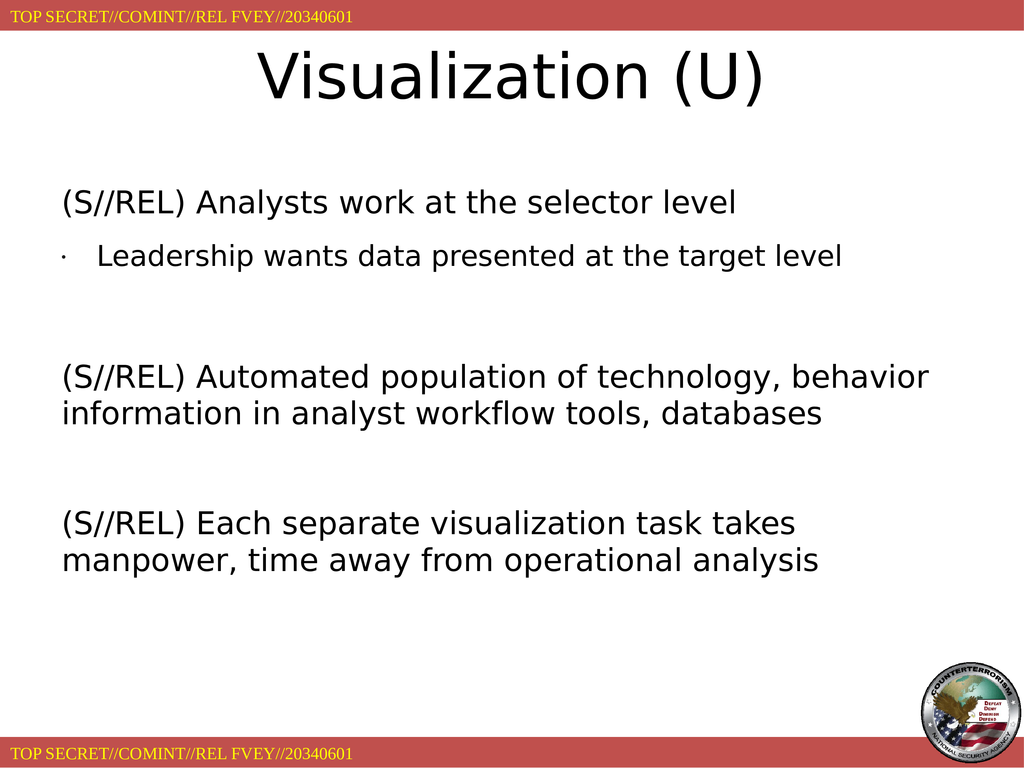 TOP SECRET//COMINT//REL FVEY//20340601
Visualization (U)
(S//REL) Analysts work at the selector level
· Leadership wants data presented at the target level
(S//REL) Automated population of technology, behavior
information in analyst workflow tools, databases
(S//REL) Each separate visualization task takes
manpower, time away from operational analysis
COUNTERTERRORISM
DEFEAT
DENY
DIMINISH
DEFEND
NATIONAL SECURITY AGENCY
TOP SECRET//COMINT//REL FVEY//20340601